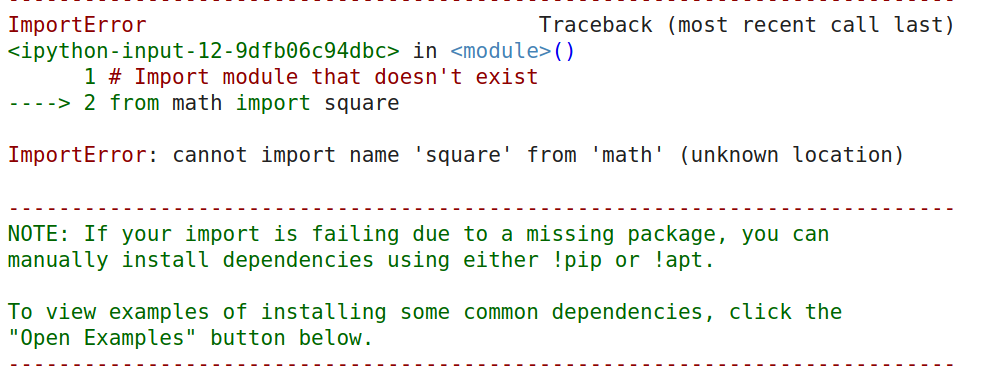 --------------------------------------------------------------------------
ImportError                               Traceback (most recent call last)
<ipython-input-12-9dfb06c94dbc> in <module>()
      1 # Import module that doesn't exist
----> 2 from math import square

ImportError: cannot import name 'square' from 'math' (unknown location)

---------------------------------------------------------------------------
NOTE: If your import is failing due to a missing package, you can
manually install dependencies using either !pip or !apt.

To view examples of installing some common dependencies, click the
"Open Examples" button below.
---------------------------------------------------------------------------